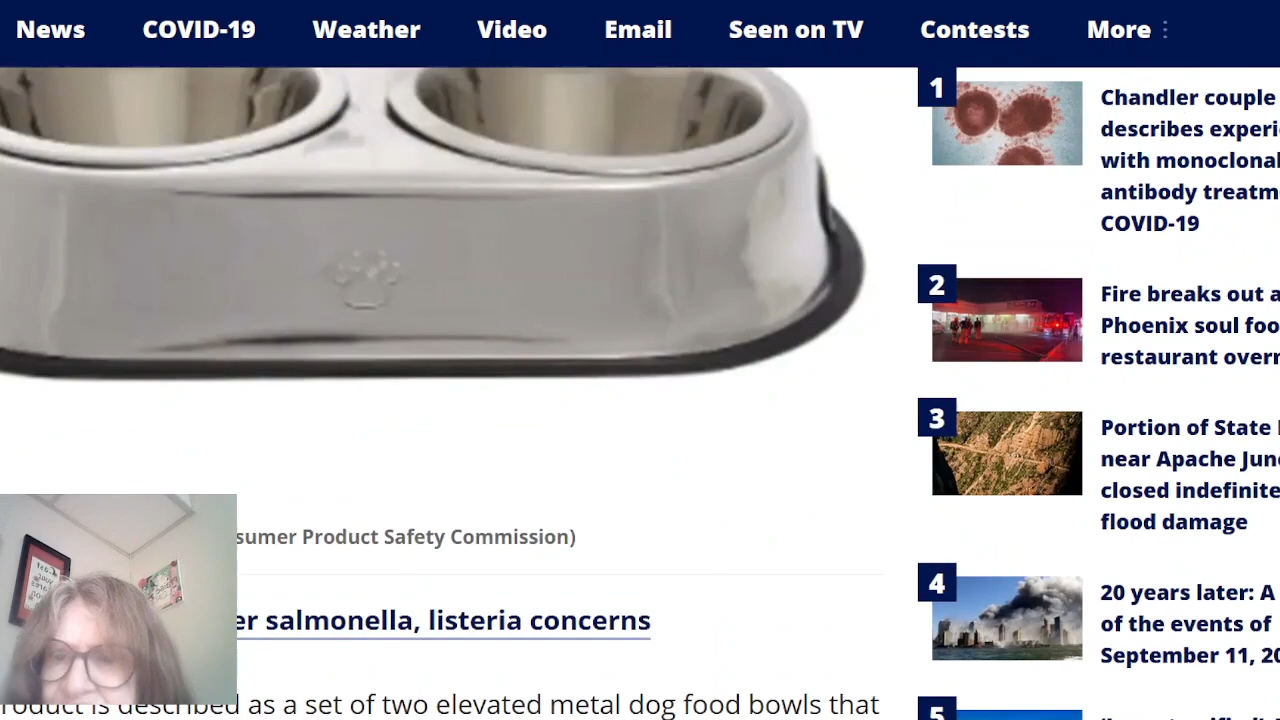 News COVID-19 Weather Video Email Seen on TV Contests More
1
Chandler couple
describes experi
with monoclonal
antibody treatm
COVID-19
2
Fire breaks out a
Phoenix soul foo
restaurant overn
3
Portion of State
near Apache Jun
closed indefinite
flood damage
4
20 years later: A
of the events of
September 11, 20
5
sumer Product Safety Commission)
er salmonella, listeria concerns
roduct is described as a set of two elevated metal dog food bowls that